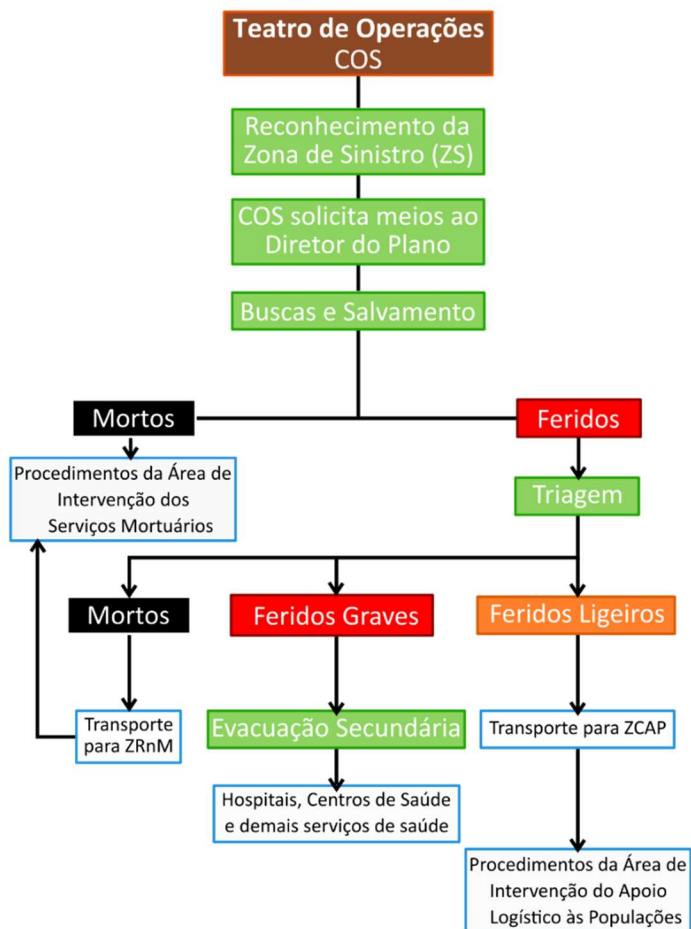 Teatro de Operações
COS
Reconhecimento da
Zona de Sinistro (ZS)
COS solicita meios ao
Diretor do Plano
Buscas e Salvamento
Mortos
Feridos
Procedimentos da Área de
Intervenção dos
Serviços Mortuários
Triagem
Mortos
Feridos Graves
Feridos Ligeiros
Transporte
para ZRnM
Evacuação Secundária
Transporte para ZCAP
Hospitais, Centros de Saúde
e demais serviços de saúde
Procedimentos da Área de
Intervenção do Apoio
Logístico às Populações